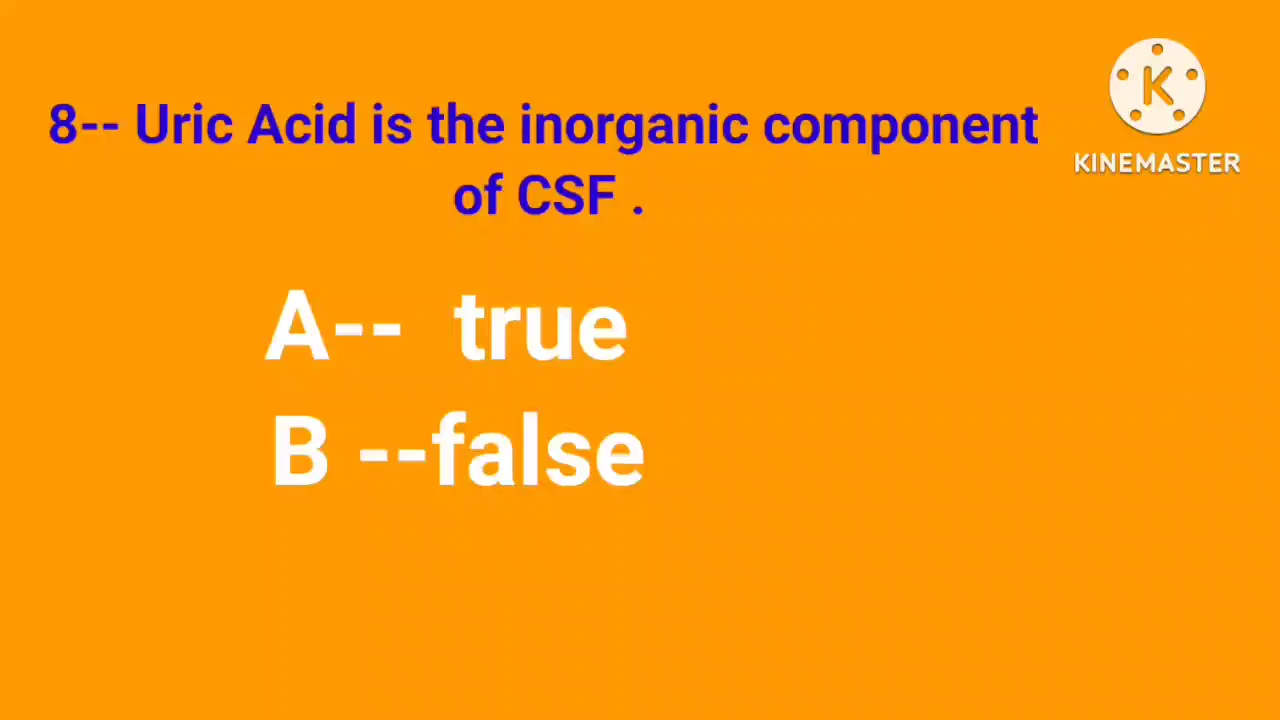 8-- Uric Acid is the inorganic component
of CSF .
A-- true
B --false
K
KINEMASTER